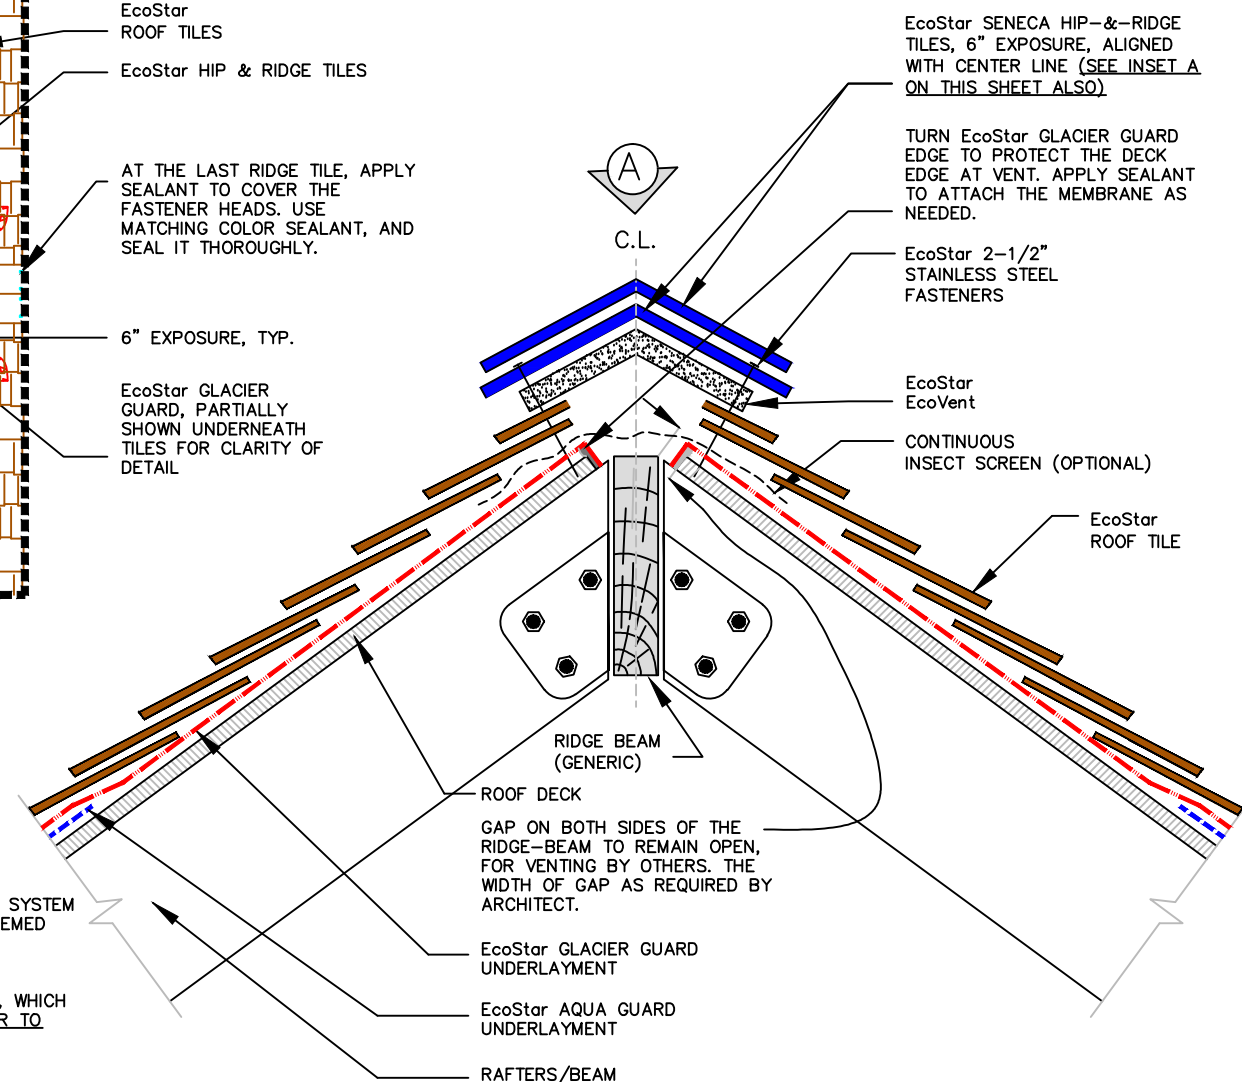 EcoStar
ROOF TILES
EcoStar HIP & RIDGE TILES
AT THE LAST RIDGE TILE, APPLY
SEALANT TO COVER THE
FASTENER HEADS. USE
MATCHING COLOR SEALANT, AND
SEAL IT THOROUGHLY.
6” EXPOSURE, TYP.
EcoStar GLACIER
GUARD, PARTIALLY
SHOWN UNDERNEATH
TILES FOR CLARITY OF
DETAIL
SYSTEM
EMED
, WHICH
R TO
A
C.L.
EcoStar SENECA HIP-&-RIDGE
TILES, 6” EXPOSURE, ALIGNED
WITH CENTER LINE (SEE INSET A
ON THIS SHEET ALSO)
TURN EcoStar GLACIER GUARD
EDGE TO PROTECT THE DECK
EDGE AT VENT. APPLY SEALANT
TO ATTACH THE MEMBRANE AS
NEEDED.
EcoStar 2-1/2”
STAINLESS STEEL
FASTENERS
EcoStar
EcoVent
CONTINUOUS
INSECT SCREEN (OPTIONAL)
EcoStar
ROOF TILE
RIDGE BEAM
(GENERIC)
ROOF DECK
GAP ON BOTH SIDES OF THE
RIDGE-BEAM TO REMAIN OPEN,
FOR VENTING BY OTHERS. THE
WIDTH OF GAP AS REQUIRED BY
ARCHITECT.
EcoStar GLACIER GUARD
UNDERLAYMENT
EcoStar AQUA GUARD
UNDERLAYMENT
RAFTERS/BEAM